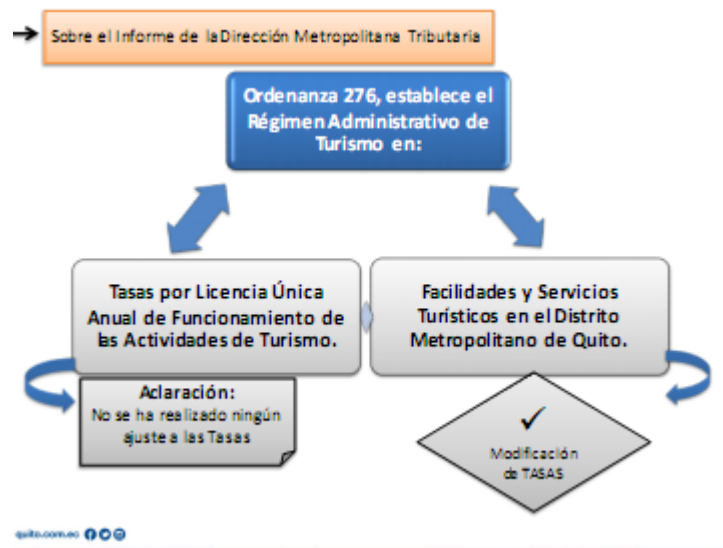 Sobre el Informe de la Dirección Metropolitana Tributaria
Ordenanza 276, establece el
Régimen Administrativo de
Turismo en:
Tasas por Licencia Única
Anual de Funcionamiento de
las Actividades de Turismo.
Facilidades y Servicios
Turísticos en el Distrito
Metropolitano de Quito.
Aclaración:
No se ha realizado ningún
ajuste a las Tasas
✓
Modificación
de TASAS
quito.com.ec